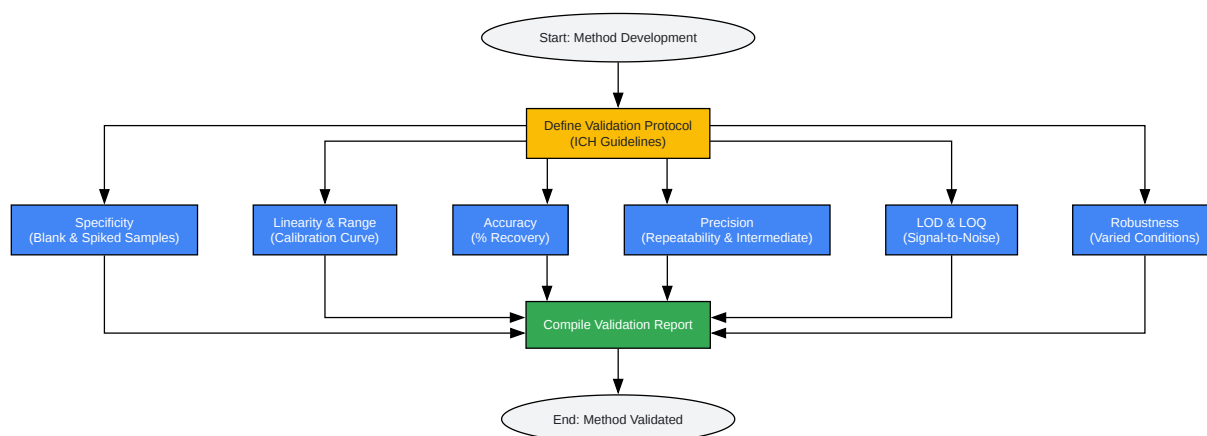 Start: Method Development
Define Validation Protocol
(ICH Guidelines)
Specificity
(Blank & Spiked Samples)
Linearity & Range
(Calibration Curve)
Accuracy
(% Recovery)
Precision
(Repeatability & Intermediate)
LOD & LOQ
(Signal-to-Noise)
Robustness
(Varied Conditions)
Compile Validation Report
End: Method Validated